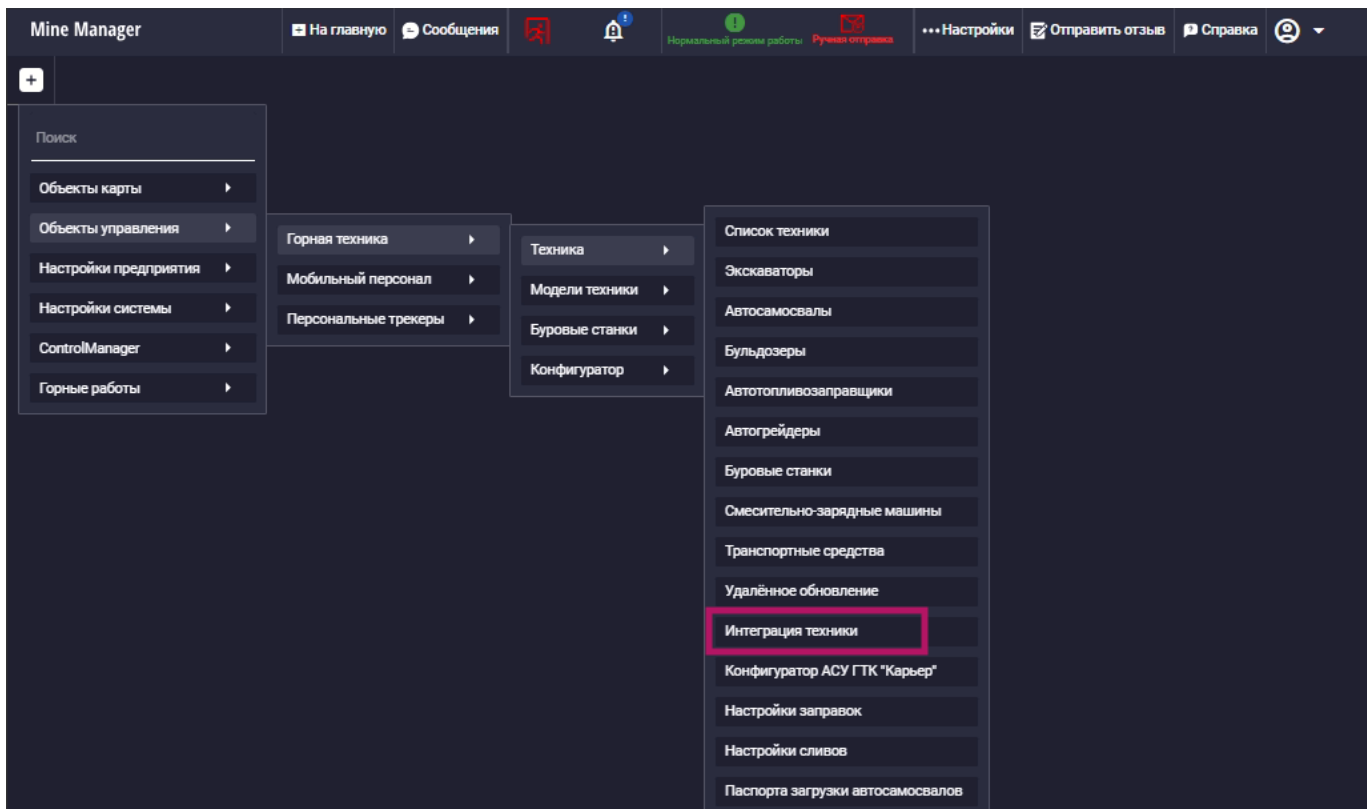 Mine Manager
На главную
Сообщения
Нормальный режим работы
Ручная отправка
Настройки
Отправить отзыв
Справка
Поиск
Объекты карты
Объекты управления
Настройки предприятия
Настройки системы
ControlManager
Горные работы
Горная техника
Мобильный персонал
Персональные трекеры
Техника
Модели техники
Буровые станки
Конфигуратор
Список техники
Экскаваторы
Автосамосвалы
Бульдозеры
Автотопливозаправщики
Автогрейдеры
Буровые станки
Смесительно-зарядные машины
Транспортные средства
Удалённое обновление
Интеграция техники
Конфигуратор АСУ ГТК "Карьер"
Настройки заправок
Настройки сливов
Паспорта загрузки автосамосвалов